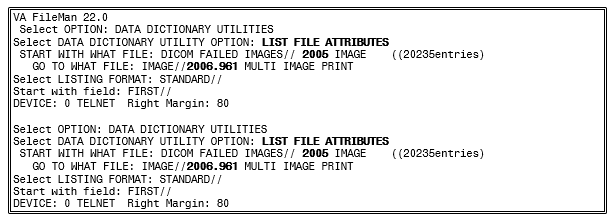 VA FileMan 22.0
Select OPTION: DATA DICTIONARY UTILITIES
Select DATA DICTIONARY UTILITY OPTION: LIST FILE ATTRIBUTES
START WITH WHAT FILE: DICOM FAILED IMAGES// 2005 IMAGE    ((20235entries)
GO TO WHAT FILE: IMAGE//2006.961 MULTI IMAGE PRINT
Select LISTING FORMAT: STANDARD//
Start with field: FIRST//
DEVICE: 0 TELNET  Right Margin: 80
Select OPTION: DATA DICTIONARY UTILITIES
Select DATA DICTIONARY UTILITY OPTION: LIST FILE ATTRIBUTES
START WITH WHAT FILE: DICOM FAILED IMAGES// 2005 IMAGE    ((20235entries)
GO TO WHAT FILE: IMAGE//2006.961 MULTI IMAGE PRINT
Select LISTING FORMAT: STANDARD//
Start with field: FIRST//
DEVICE: 0 TELNET  Right Margin: 80